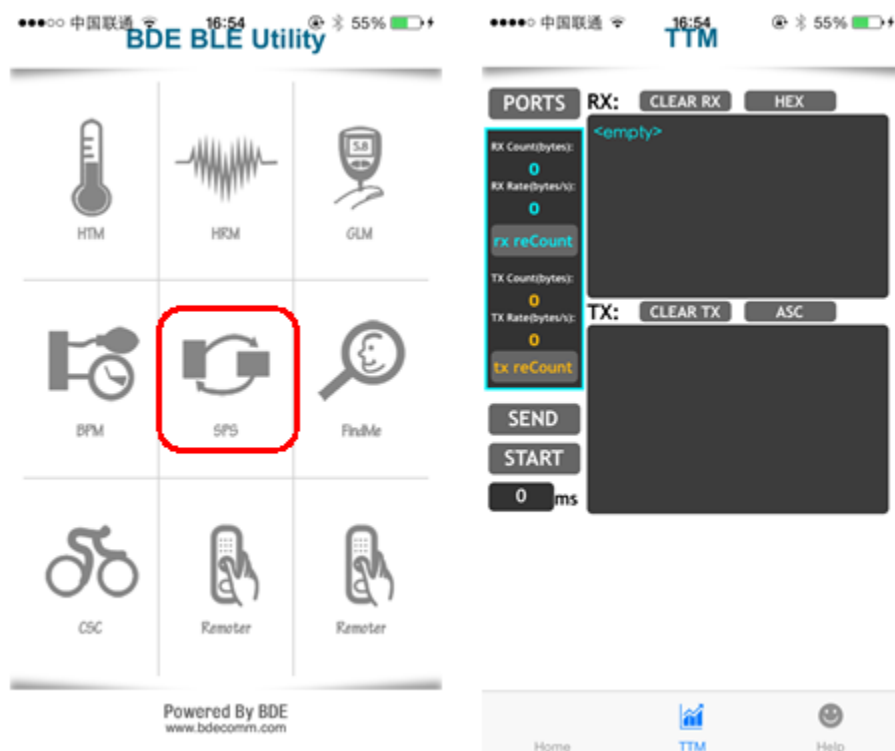 中国联通 16:54 55%
BDE BLE Utility
HTM HRM GLM
BPM SPS FindMe
CSC Remoter Remoter
Powered By BDE
www.bdecomm.com
中国联通 16:54 55%
TTM
PORTS RX: CLEAR RX HEX
<empty>
RX Count(bytes):
0
RX Rate(bytes/s):
0
rx reCount
TX Count(bytes):
0
TX: CLEAR TX ASC
TX Rate(bytes/s):
0
tx reCount
SEND
START
0 ms
Home TTM Help